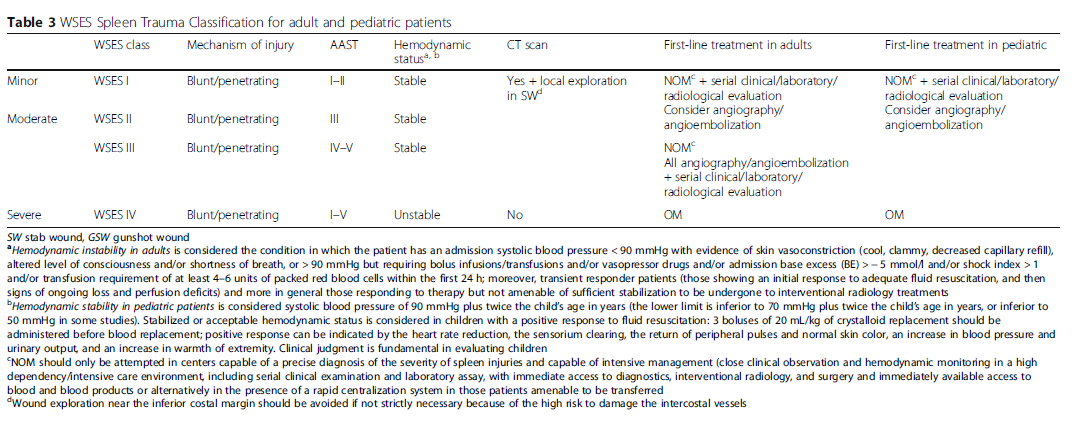 Table 3 WSES Spleen Trauma Classification for adult and pediatric patients
WSES class Mechanism of injury AAST Hemodynamic CT scan First-line treatment in adults First-line treatment in pediatric
status^a, b
Minor WSES I Blunt/penetrating I–II Stable Yes + local exploration NOM^c + serial clinical/laboratory/ NOM^c + serial clinical/laboratory/
in SW^d radiological evaluation radiological evaluation
Consider angiography/ Consider angiography/
Moderate WSES II Blunt/penetrating III Stable angioembolization angioembolization
WSES III Blunt/penetrating IV–V Stable NOM^c
All angiography/angioembolization
+ serial clinical/laboratory/
radiological evaluation
Severe WSES IV Blunt/penetrating I–V Unstable No OM OM
SW stab wound, GSW gunshot wound
^aHemodynamic instability in adults is considered the condition in which the patient has an admission systolic blood pressure < 90 mmHg with evidence of skin vasoconstriction (cool, clammy, decreased capillary refill),
altered level of consciousness and/or shortness of breath, or > 90 mmHg but requiring bolus infusions/transfusions and/or vasopressor drugs and/or admission base excess (BE) > − 5 mmol/l and/or shock index > 1
and/or transfusion requirement of at least 4–6 units of packed red blood cells within the first 24 h; moreover, transient responder patients (those showing an initial response to adequate fluid resuscitation, and then
signs of ongoing loss and perfusion deficits) and more in general those responding to therapy but not amenable of sufficient stabilization to be undergone to interventional radiology treatments
^bHemodynamic stability in pediatric patients is considered systolic blood pressure of 90 mmHg plus twice the child's age in years (the lower limit is inferior to 70 mmHg plus twice the child's age in years, or inferior to
50 mmHg in some studies). Stabilized or acceptable hemodynamic status is considered in children with a positive response to fluid resuscitation: 3 boluses of 20 mL/kg of crystalloid replacement should be
administered before blood replacement; positive response can be indicated by the heart rate reduction, the sensorium clearing, the return of peripheral pulses and normal skin color, an increase in blood pressure and
urinary output, and an increase in warmth of extremity. Clinical judgment is fundamental in evaluating children
^cNOM should only be attempted in centers capable of a precise diagnosis of the severity of spleen injuries and capable of intensive management (close clinical observation and hemodynamic monitoring in a high
dependency/intensive care environment, including serial clinical examination and laboratory assay, with immediate access to diagnostics, interventional radiology, and surgery and immediately available access to
blood and blood products or alternatively in the presence of a rapid centralization system in those patients amenable to be transferred
^dWound exploration near the inferior costal margin should be avoided if not strictly necessary because of the high risk to damage the intercostal vessels